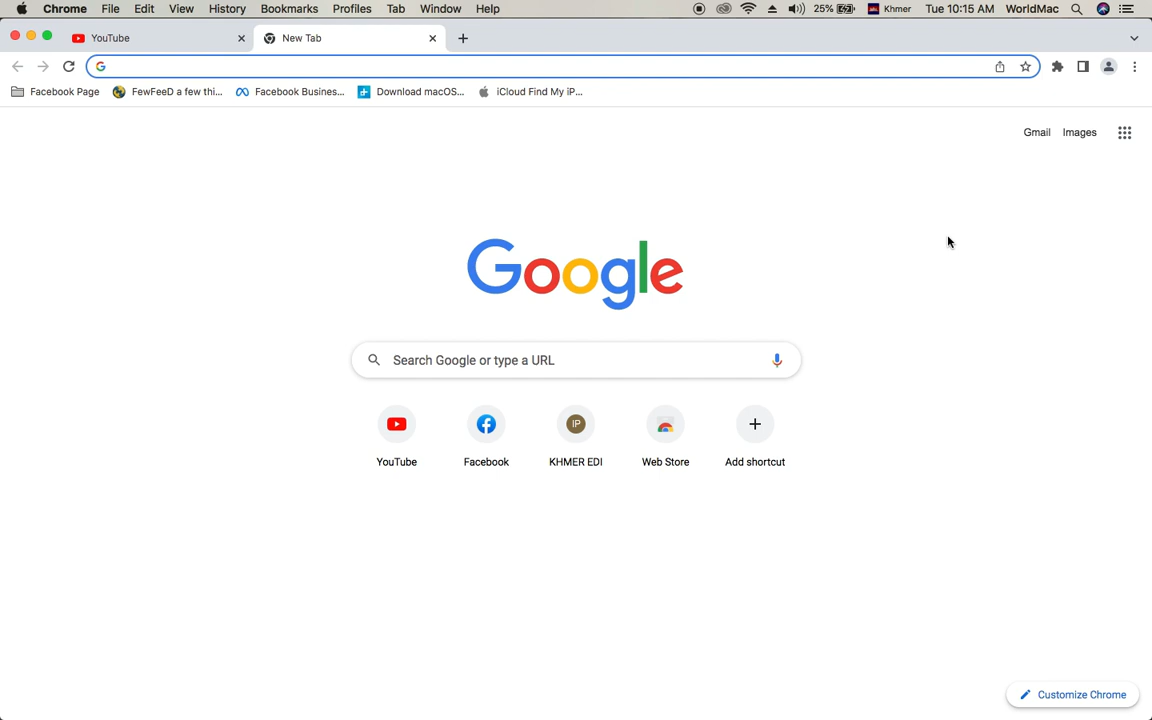 Chrome File Edit View History Bookmarks Profiles Tab Window Help 25% Khmer Tue 10:15 AM WorldMac
YouTube New Tab
Facebook Page FewFeeD a few thi... Facebook Busines... Download macOS... iCloud Find My iP...
Gmail Images
Google
Search Google or type a URL
IP
YouTube Facebook KHMER EDI Web Store Add shortcut
Customize Chrome